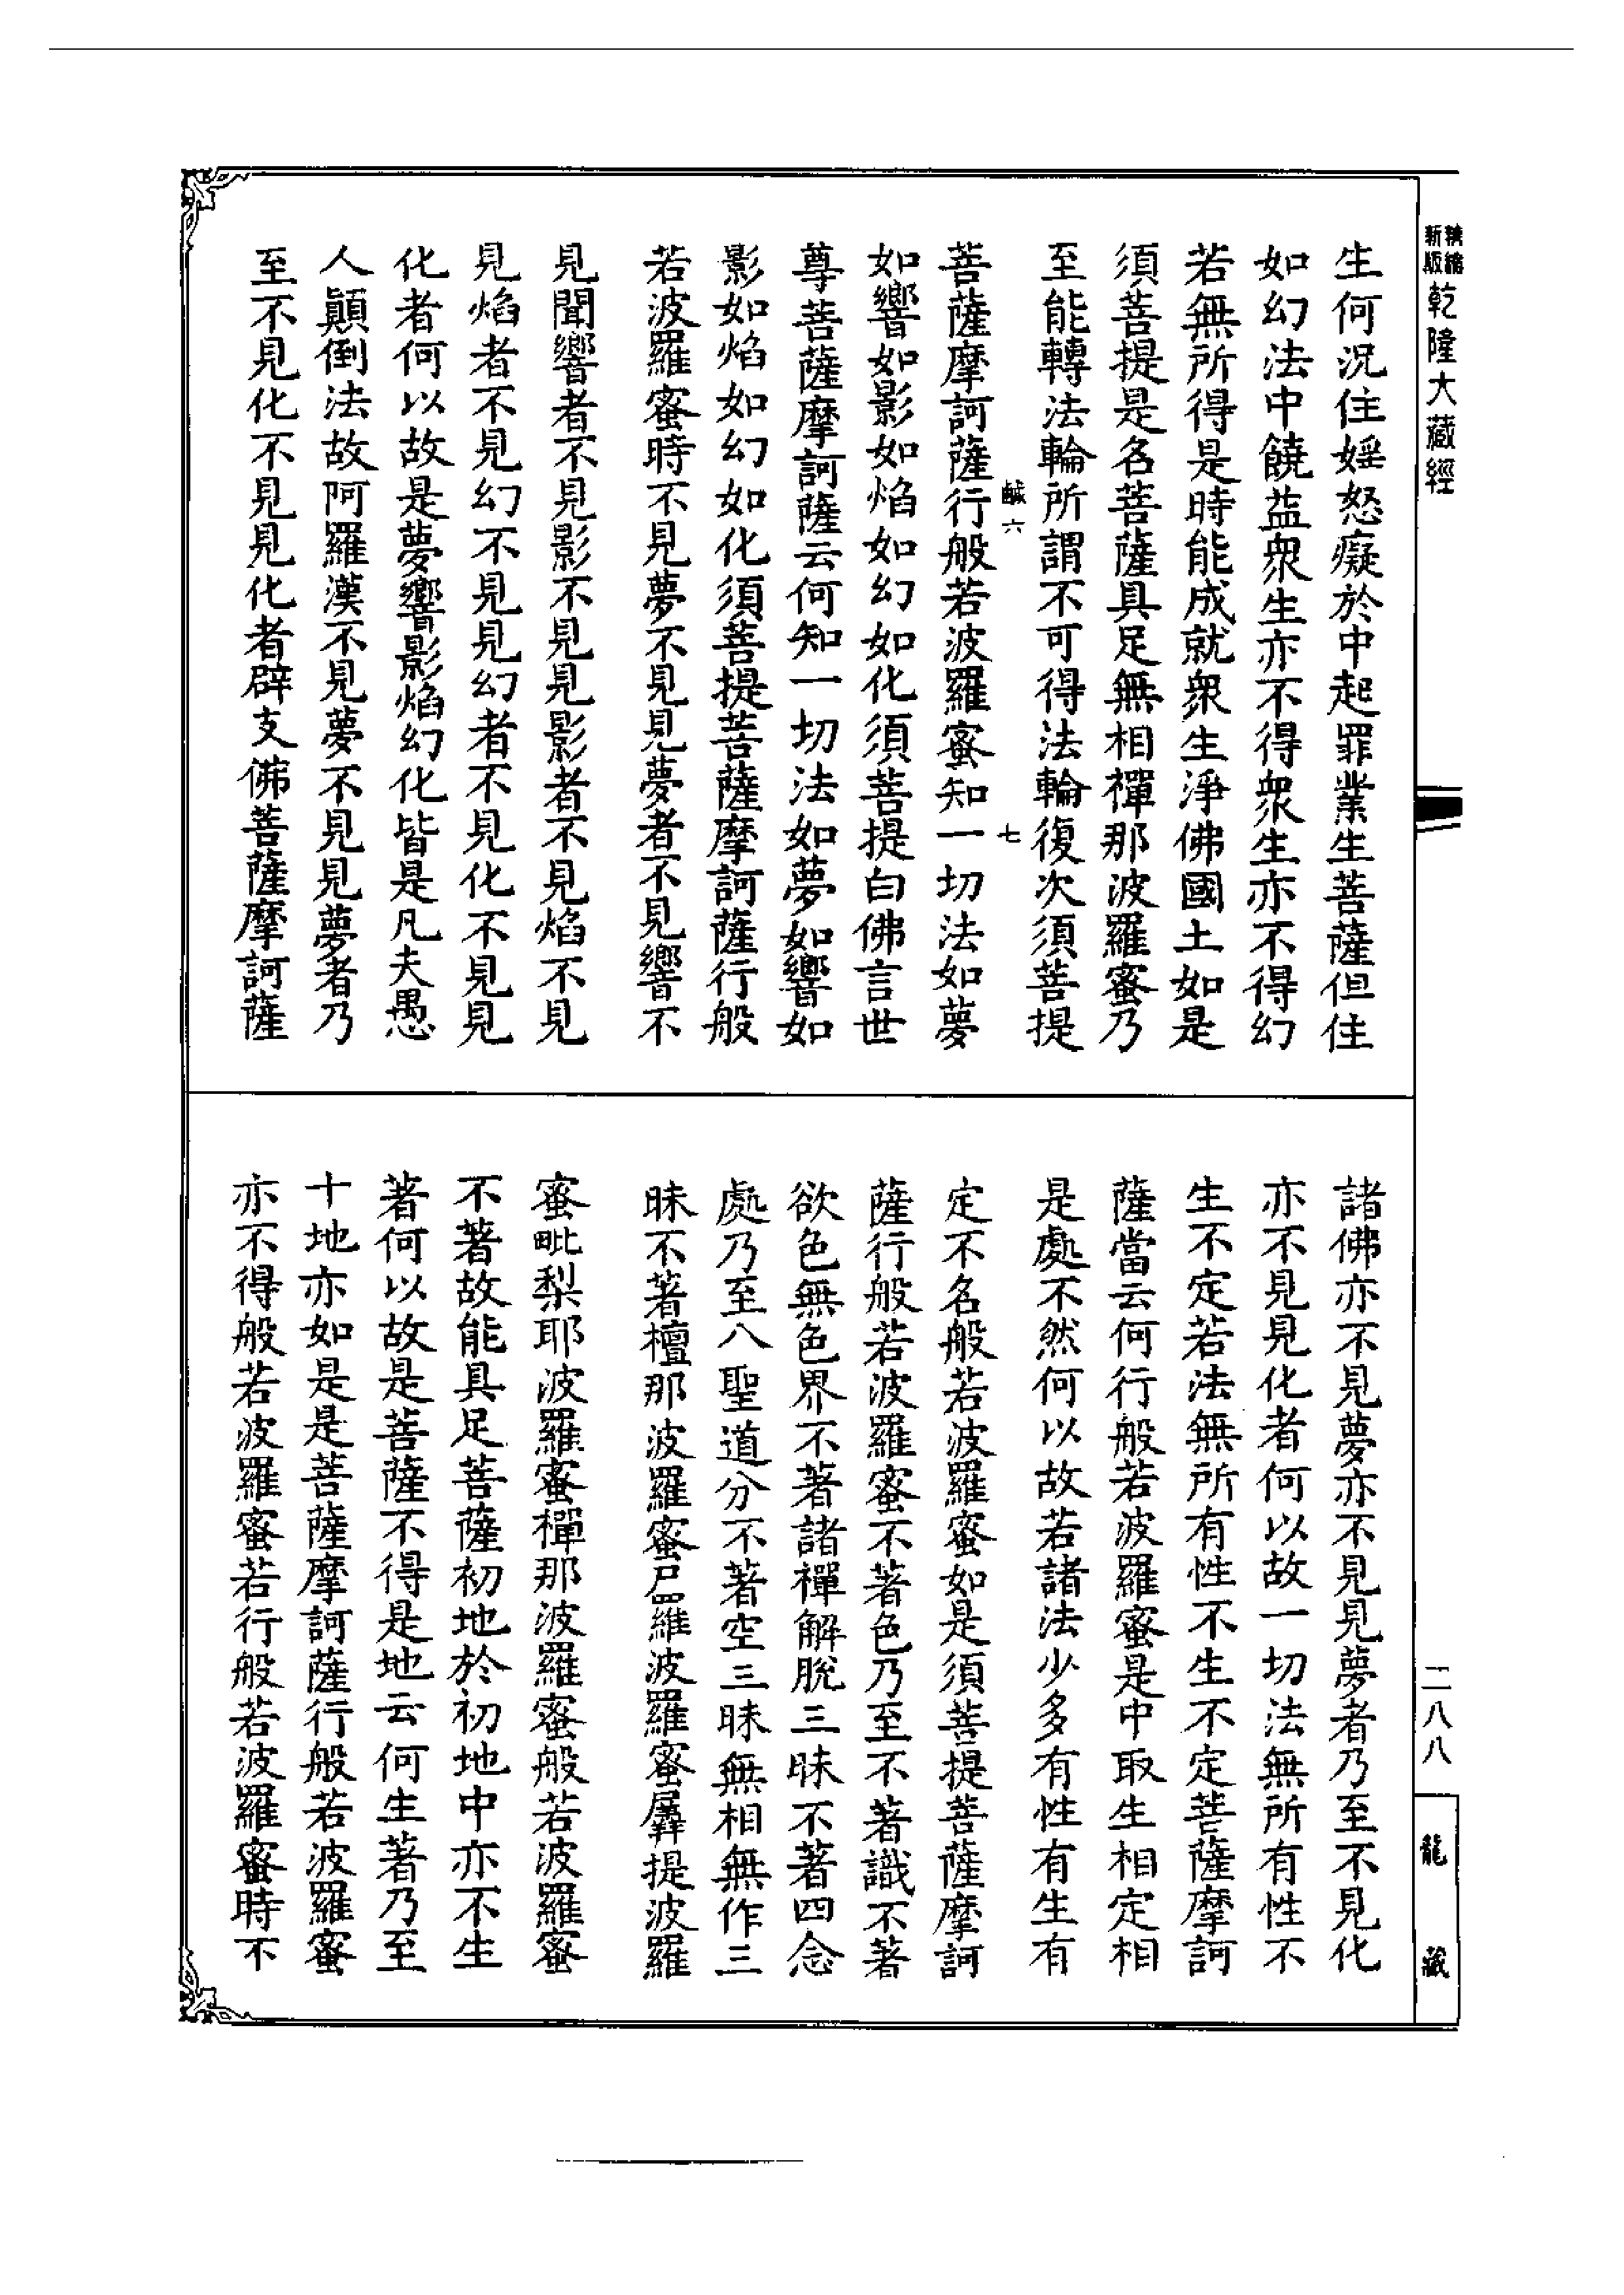 精縮
新版
乾隆大藏經
生何況住婬怒癡於中起罪業生菩薩但住
如幻法中饒益衆生亦不得衆生亦不得幻
若無所得是時能成就衆生淨佛國土如是
須菩提是名菩薩具足無相禪那波羅蜜乃
至能轉法輪所謂不可得法輪復次須菩提
鹹六 七
菩薩摩訶薩行般若波羅蜜知一切法如夢
如響如影如焰如幻如化須菩提白佛言世
尊菩薩摩訶薩云何知一切法如夢如響如
影如焰如幻如化須菩提菩薩摩訶薩行般
若波羅蜜時不見夢不見見夢者不見響不
見聞響者不見影不見見影者不見焰不見
見焰者不見幻不見見幻者不見化不見見
化者何以故是夢響影焰幻化皆是凡夫愚
人顛倒法故阿羅漢不見夢不見見夢者乃
至不見化不見見化者辟支佛菩薩摩訶薩
諸佛亦不見夢亦不見見夢者乃至不見化
亦不見見化者何以故一切法無所有性不
生不定若法無所有性不生不定菩薩摩訶
薩當云何行般若波羅蜜是中取生相定相
是處不然何以故若諸法少多有性有生有
定不名般若波羅蜜如是須菩提菩薩摩訶
薩行般若波羅蜜不著色乃至不著識不著
欲色無色界不著諸禪解脫三昧不著四念
處乃至八聖道分不著空三昧無相無作三
昧不著檀那波羅蜜尸羅波羅蜜羼提波羅
蜜毗梨耶波羅蜜禪那波羅蜜般若波羅蜜
不著故能具足菩薩初地於初地中亦不生
著何以故是菩薩不得是地云何生著乃至
十地亦如是是菩薩摩訶薩行般若波羅蜜
亦不得般若波羅蜜若行般若波羅蜜時不
二八八
龍藏